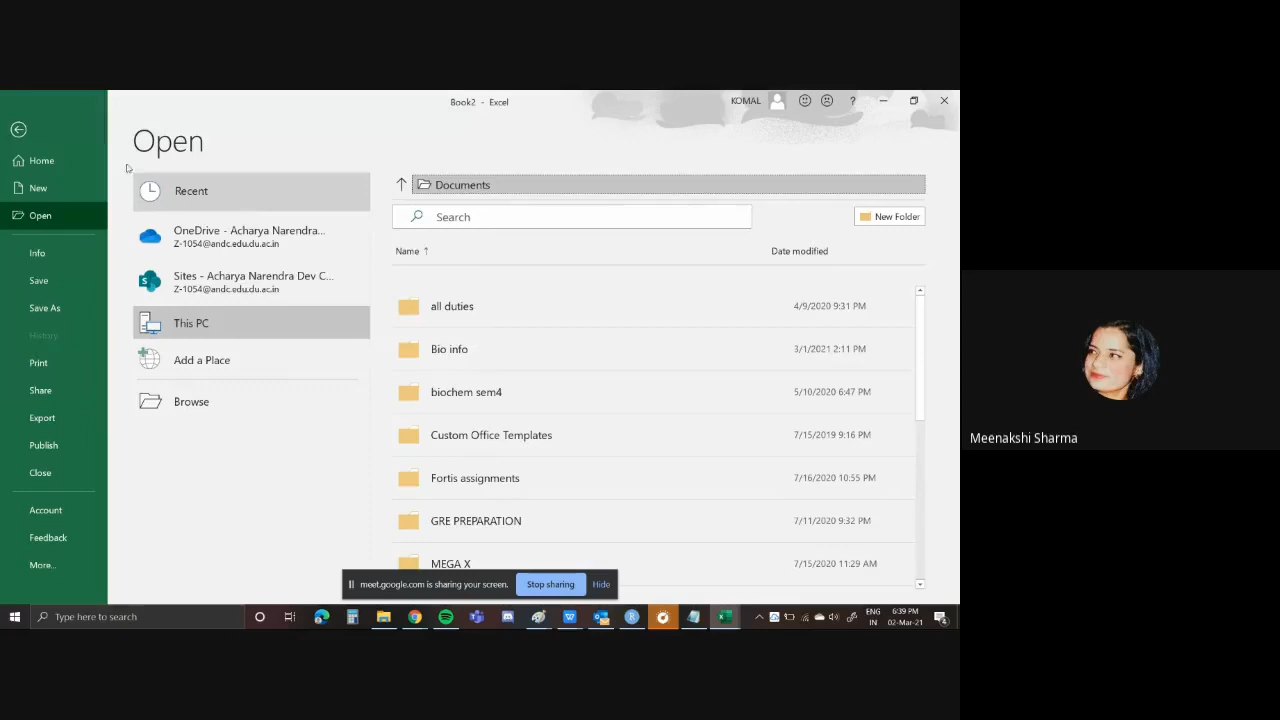 Book2 - Excel
KOMAL
?
Open
Home
New
Open
Info
Save
Save As
History
Print
Share
Export
Publish
Close
Account
Feedback
More...
Recent
OneDrive - Acharya Narendra...
Z-1054@andc.edu.du.ac.in
Sites - Acharya Narendra Dev C...
Z-1054@andc.edu.du.ac.in
This PC
Add a Place
Browse
Documents
Search
New Folder
Name ↑ Date modified
all duties 4/9/2020 9:31 PM
Bio info 3/1/2021 2:11 PM
biochem sem4 5/10/2020 6:47 PM
Custom Office Templates 7/15/2019 9:16 PM
Fortis assignments 7/16/2020 10:55 PM
GRE PREPARATION 7/11/2020 9:32 PM
MEGA X 7/15/2020 11:29 AM
meet.google.com is sharing your screen. Stop sharing Hide
Type here to search
ENG
IN
6:39 PM
02-Mar-21
4
Meenakshi Sharma